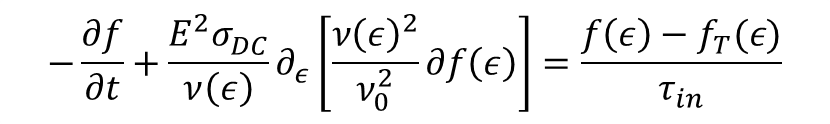 −∂f/∂t + E²σ_DC/ν(ϵ) ∂_ϵ [ν(ϵ)²/ν₀² ∂f(ϵ)] = f(ϵ) − f_T(ϵ)/τ_in